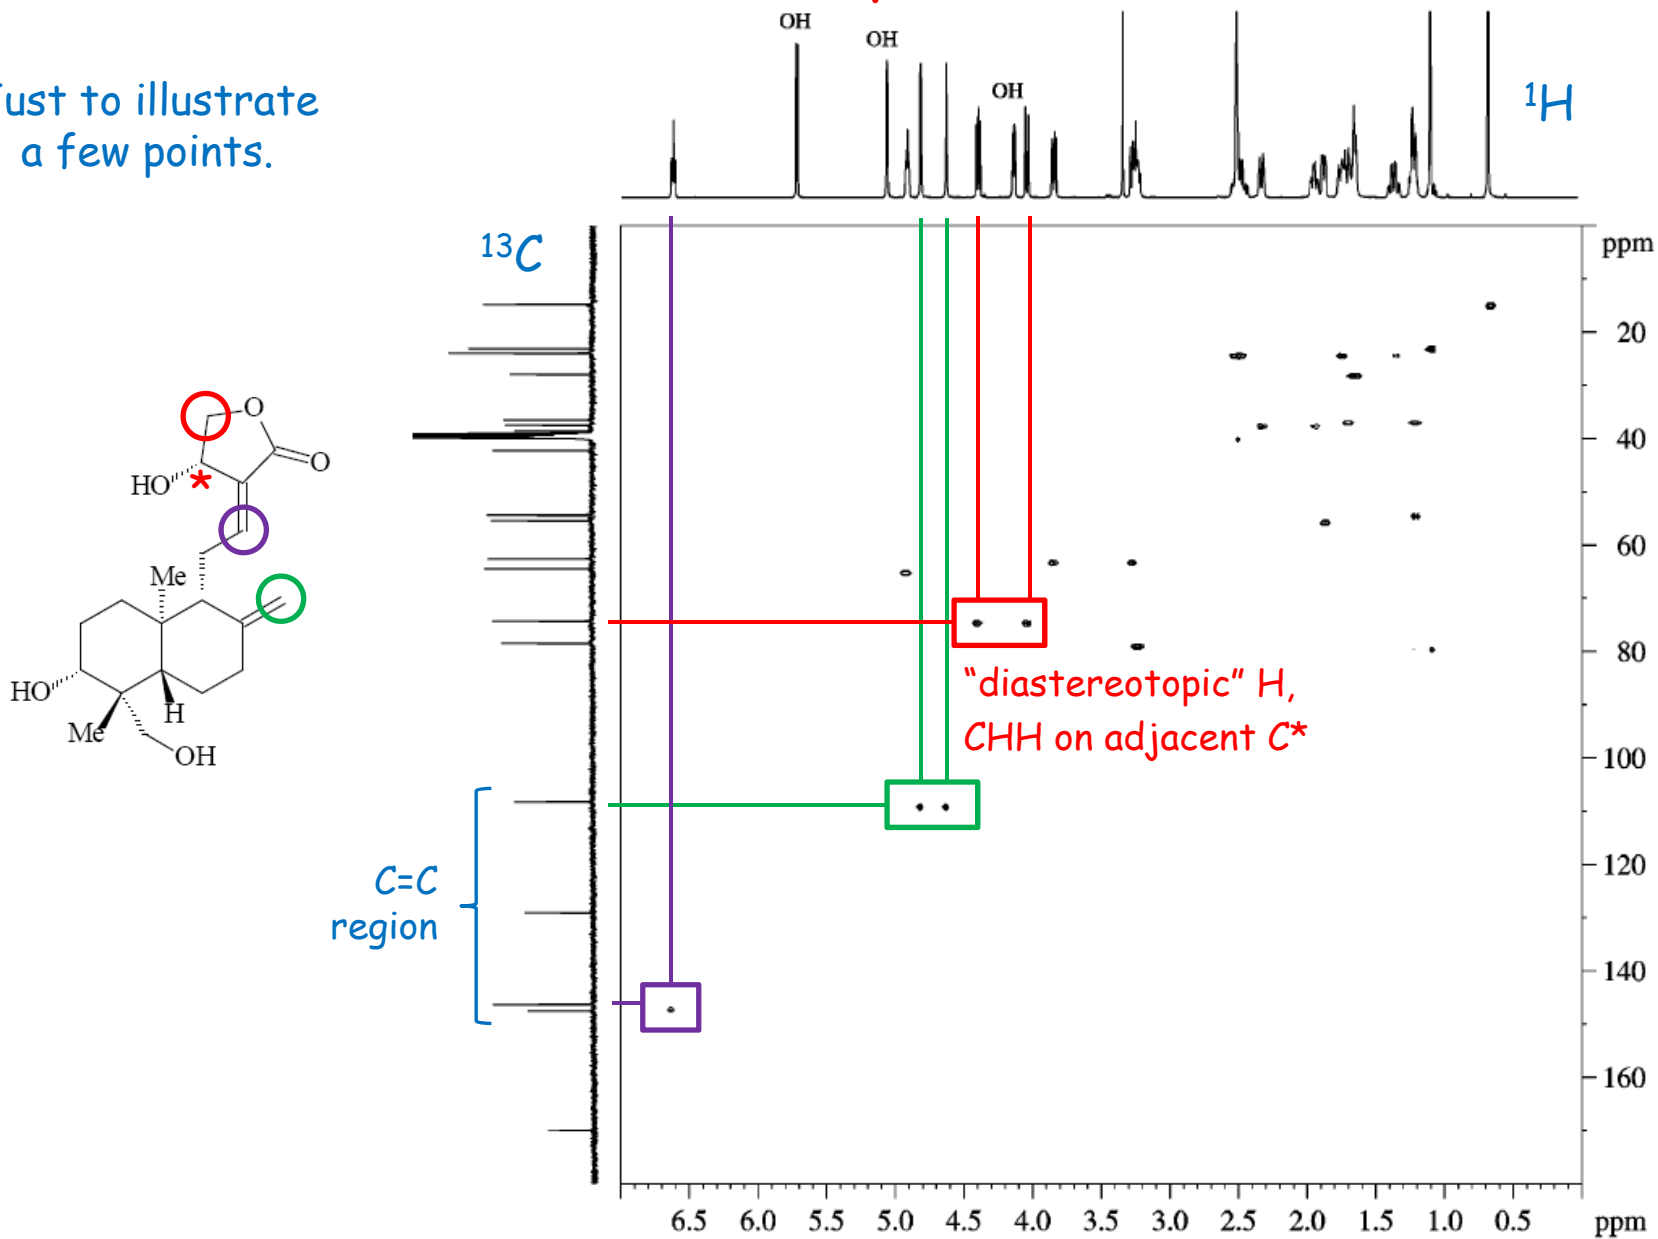 OH
OH
OH
¹H
ust to illustrate
a few points.
¹³C
ppm
20
40
60
80
100
120
140
160
O
O
HO
*
Me
HO
H
Me
OH
"diastereotopic" H,
CHH on adjacent C*
C=C
region
6.5 6.0 5.5 5.0 4.5 4.0 3.5 3.0 2.5 2.0 1.5 1.0 0.5 ppm